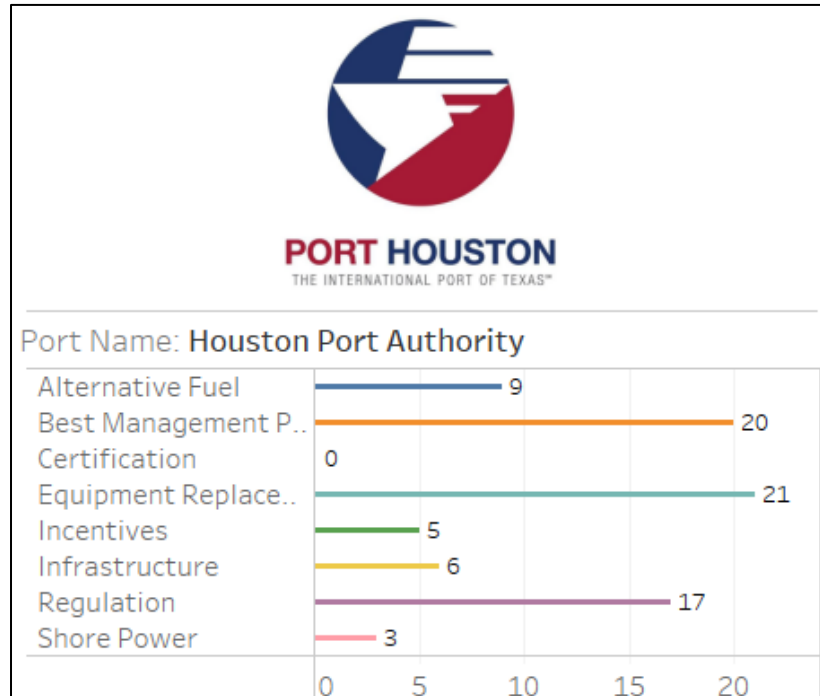 PORT HOUSTON
THE INTERNATIONAL PORT OF TEXAS℠
Port Name: Houston Port Authority
Alternative Fuel 9
Best Management P.. 20
Certification 0
Equipment Replace.. 21
Incentives 5
Infrastructure 6
Regulation 17
Shore Power 3
0 5 10 15 20